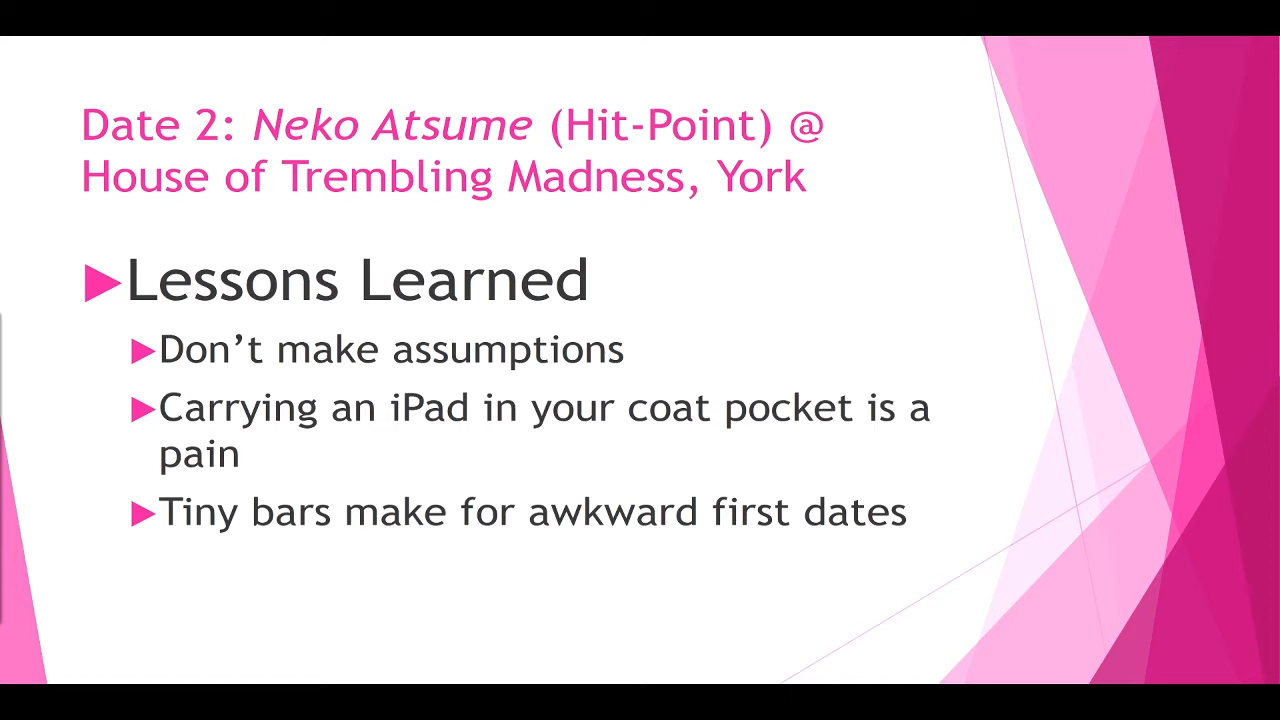 Date 2: Neko Atsume (Hit-Point) @
House of Trembling Madness, York
Lessons Learned
Don’t make assumptions
Carrying an iPad in your coat pocket is a
pain
Tiny bars make for awkward first dates